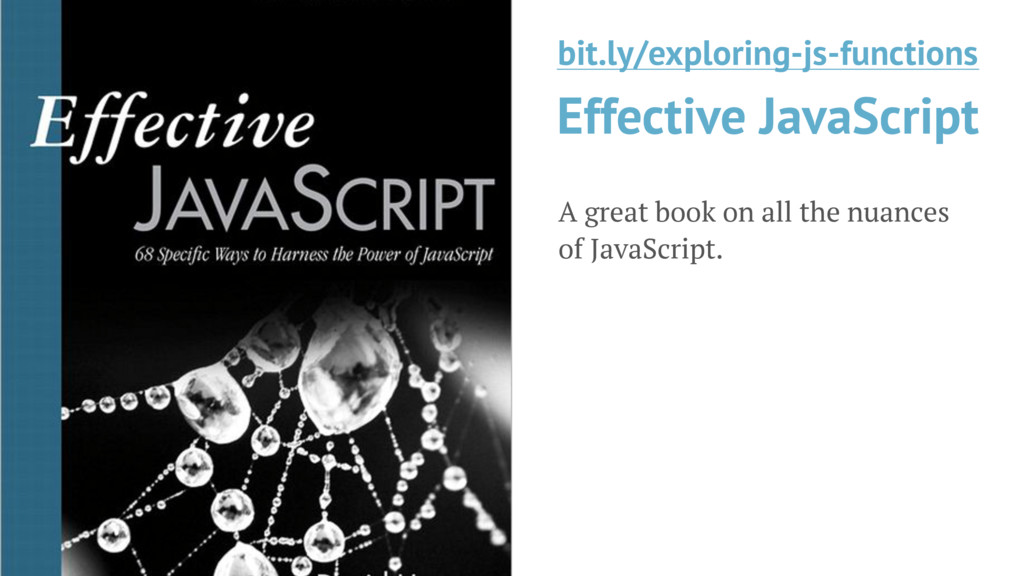 Effective
JAVASCRIPT
68 Specific Ways to Harness the Power of JavaScript
bit.ly/exploring-js-functions
Effective JavaScript
A great book on all the nuances
of JavaScript.